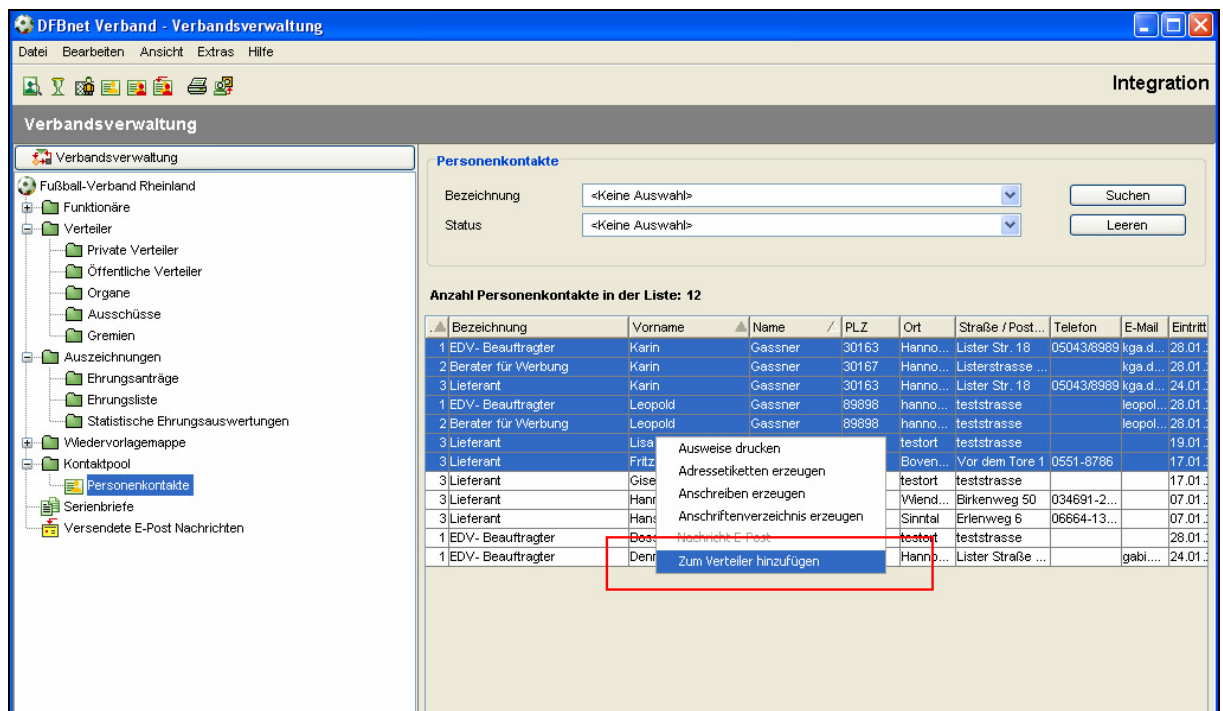 DFBnet Verband - Verbandsverwaltung
Datei Bearbeiten Ansicht Extras Hilfe
Integration
Verbandsverwaltung
Verbandsverwaltung
Fußball-Verband Rheinland
Funktionäre
Verteiler
Private Verteiler
Öffentliche Verteiler
Organe
Ausschüsse
Gremien
Auszeichnungen
Ehrungsanträge
Ehrungsliste
Statistische Ehrungsauswertungen
Wiedervorlagemappe
Kontaktpool
Personenkontakte
Serienbriefe
Versendete E-Post Nachrichten
Personenkontakte
Bezeichnung <Keine Auswahl> Suchen
Status <Keine Auswahl> Leeren
Anzahl Personenkontakte in der Liste: 12
. Bezeichnung Vorname Name PLZ Ort Straße / Post... Telefon E-Mail Eintritt
1 EDV- Beauftragter Karin Gassner 30163 Hanno... Lister Str. 18 05043/8989 kga.d... 28.01.
2 Berater für Werbung Karin Gassner 30167 Hanno... Listerstrasse ... kga.d... 28.01.
3 Lieferant Karin Gassner 30163 Hanno... Lister Str. 18 05043/8989 kga.d... 24.01.
1 EDV- Beauftragter Leopold Gassner 89898 hanno... teststrasse leopol... 28.01.
2 Berater für Werbung Leopold Gassner 89898 hanno... teststrasse leopol... 28.01.
3 Lieferant Lisa testort teststrasse 19.01.
3 Lieferant Fritz Boven... Vor dem Tore 1 0551-8786 17.01.
3 Lieferant Gise testort teststrasse 17.01.
3 Lieferant Hann Wiend... Birkenweg 50 034691-2... 07.01.
3 Lieferant Hans Sinntal Erlenweg 6 06664-13... 07.01.
1 EDV- Beauftragter Boss testort teststrasse 28.01.
1 EDV- Beauftragter Denn Hanno... Lister Straße ... gabi.... 24.01.
Ausweise drucken
Adressetiketten erzeugen
Anschreiben erzeugen
Anschriftenverzeichnis erzeugen
Nachricht E-Post
Zum Verteiler hinzufügen